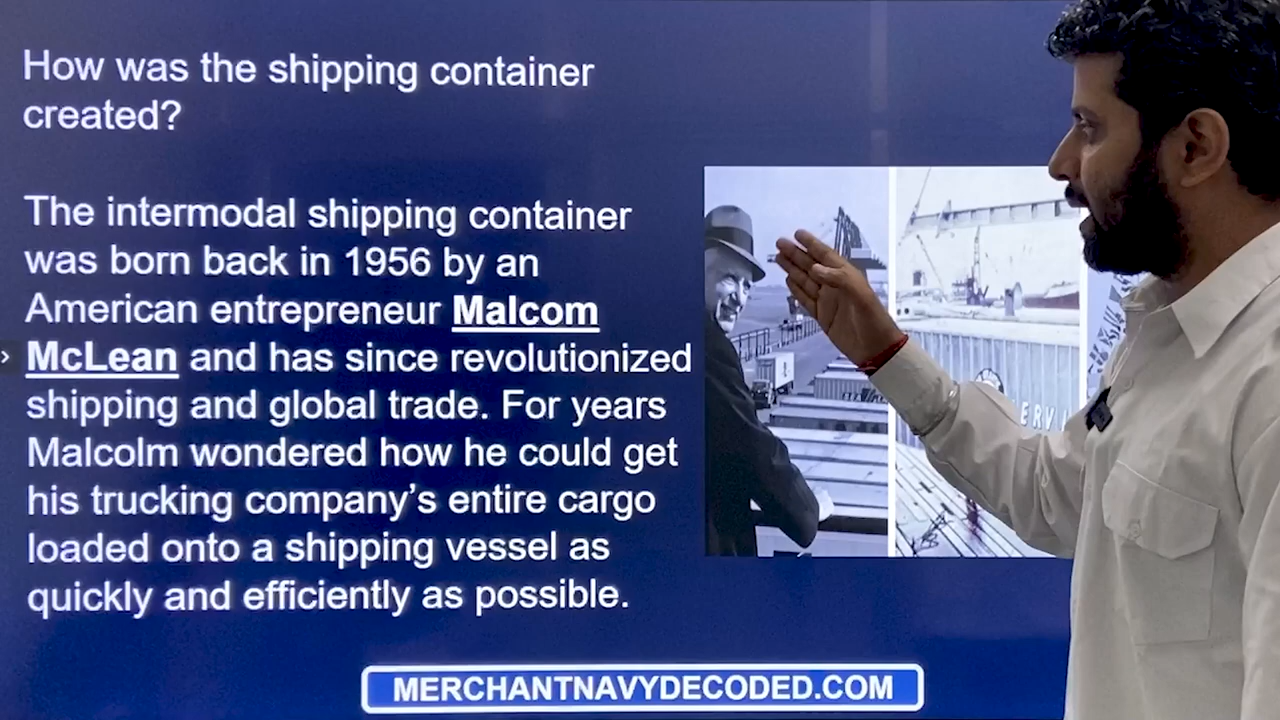 How was the shipping container
created?
The intermodal shipping container
was born back in 1956 by an
American entrepreneur Malcom
McLean and has since revolutionized
shipping and global trade. For years
Malcolm wondered how he could get
his trucking company’s entire cargo
loaded onto a shipping vessel as
quickly and efficiently as possible.
MERCHANTNAVYDECODED.COM